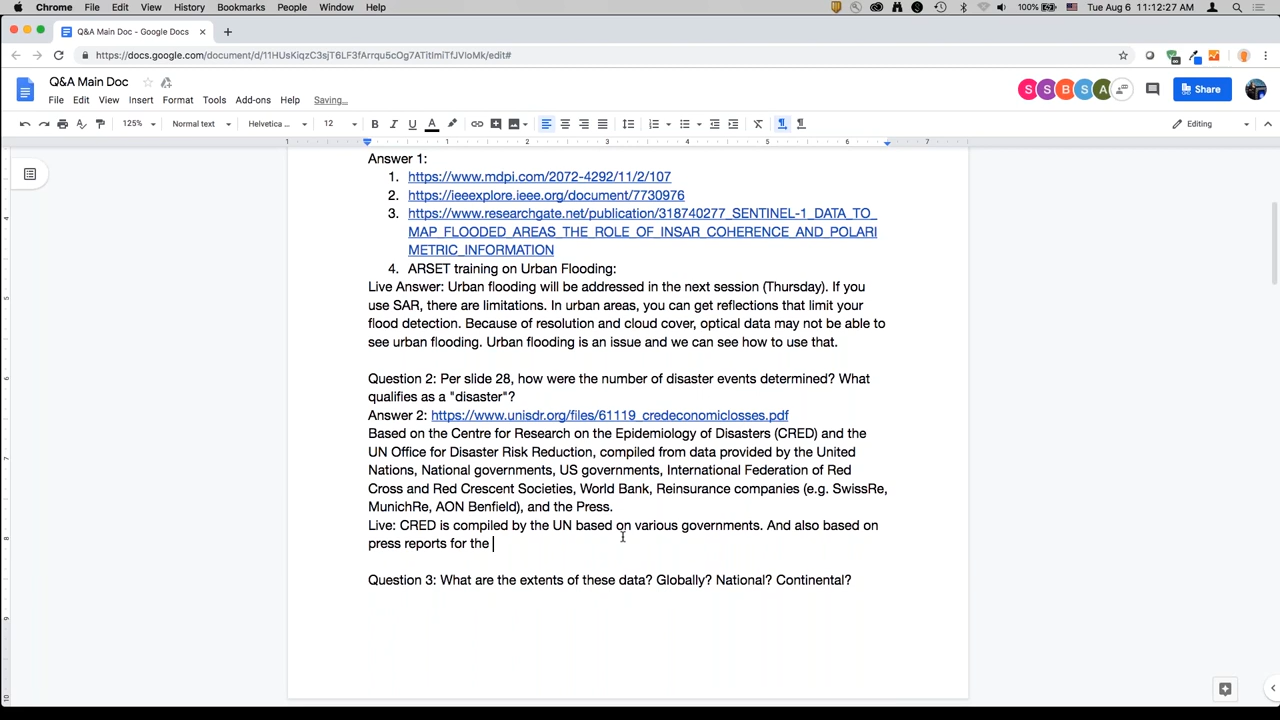 Chrome File Edit View History Bookmarks People Window Help 100% Tue Aug 6 11:12:27 AM
Q&A Main Doc - Google Docs
https://docs.google.com/document/d/11HUsKiqzC3sjT6LF3fArrqu5cOg7ATitImiTfJVIoMk/edit#
Q&A Main Doc
S S B S A
Share
File Edit View Insert Format Tools Add-ons Help Saving...
125% Normal text Helvetica ... 12 B I U A Editing
1 1 2 3 4 5 6 7
Answer 1:
1. https://www.mdpi.com/2072-4292/11/2/107
2. https://ieeexplore.ieee.org/document/7730976
3. https://www.researchgate.net/publication/318740277_SENTINEL-1_DATA_TO_
MAP_FLOODED_AREAS_THE_ROLE_OF_INSAR_COHERENCE_AND_POLARI
METRIC_INFORMATION
4. ARSET training on Urban Flooding:
Live Answer: Urban flooding will be addressed in the next session (Thursday). If you
use SAR, there are limitations. In urban areas, you can get reflections that limit your
flood detection. Because of resolution and cloud cover, optical data may not be able to
see urban flooding. Urban flooding is an issue and we can see how to use that.
Question 2: Per slide 28, how were the number of disaster events determined? What
qualifies as a "disaster"?
Answer 2: https://www.unisdr.org/files/61119_credeconomiclosses.pdf
Based on the Centre for Research on the Epidemiology of Disasters (CRED) and the
UN Office for Disaster Risk Reduction, compiled from data provided by the United
Nations, National governments, US governments, International Federation of Red
Cross and Red Crescent Societies, World Bank, Reinsurance companies (e.g. SwissRe,
MunichRe, AON Benfield), and the Press.
Live: CRED is compiled by the UN based on various governments. And also based on
press reports for the
Question 3: What are the extents of these data? Globally? National? Continental?